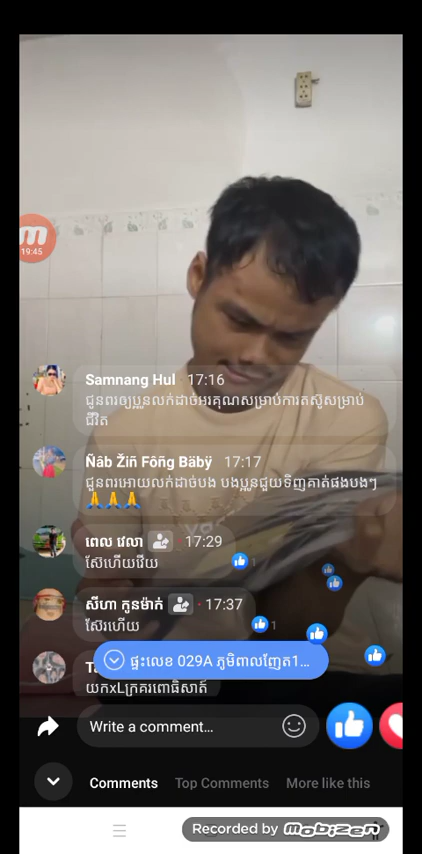 19:45
Samnang Hul 17:16
ជូនពរឲ្យប្អូនលក់ដាច់អរគុណសម្រាប់ការតស៊ូសម្រាប់
ជីវិត
Ñâb Žiñ Fôñg Bäbÿ 17:17
ជួនពរអោយលក់ដាច់បង បងប្អូនជួយទិញគាត់ផងបងៗ
🙏🙏🙏
ពេល វេលា · 17:29
ស៊ែហើយវើយ
1
សីហា កូនម៉ាក់ · 17:37
ស៊ែរហើយ
1
ផ្ទះលេខ 029A ភូមិពាលញែត1...
យកxLក្រគរពោធិសាត៍
Write a comment...
Comments Top Comments More like this
Recorded by MOBIZEN